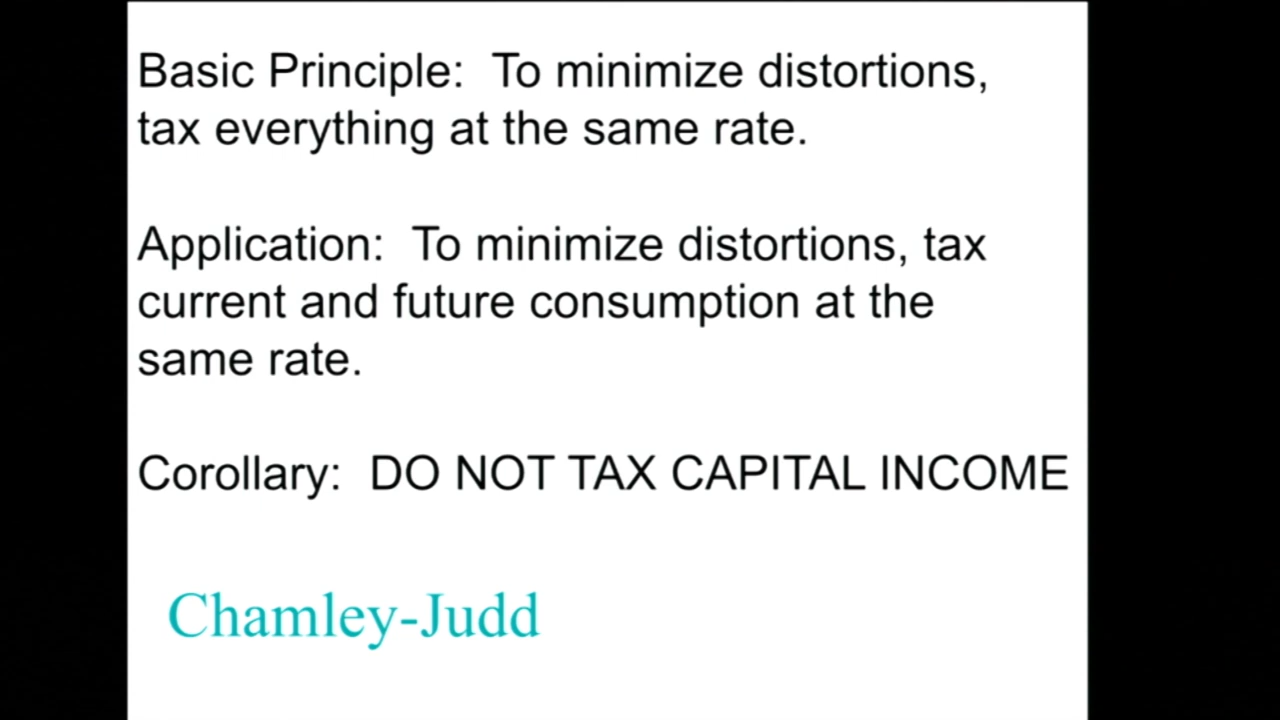 Basic Principle: To minimize distortions,
tax everything at the same rate.
Application: To minimize distortions, tax
current and future consumption at the
same rate.
Corollary: DO NOT TAX CAPITAL INCOME
Chamley-Judd